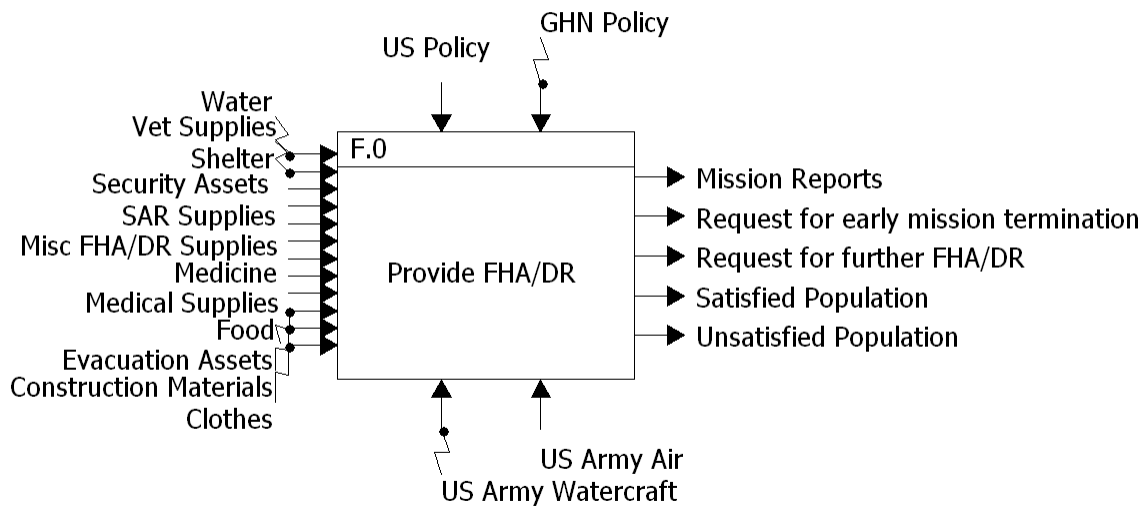 GHN Policy
US Policy
Water
Vet Supplies
Shelter
Security Assets
SAR Supplies
Misc FHA/DR Supplies
Medicine
Medical Supplies
Food
Evacuation Assets
Construction Materials
Clothes
F.0
Provide FHA/DR
Mission Reports
Request for early mission termination
Request for further FHA/DR
Satisfied Population
Unsatisfied Population
US Army Air
US Army Watercraft